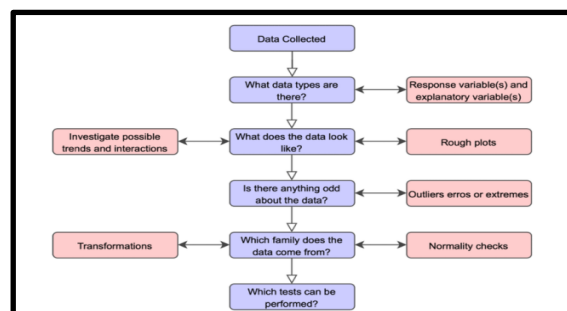 Data Collected
What data types are
there?
Response variable(s) and
explanatory variable(s)
Investigate possible
trends and interactions
What does the data look
like?
Rough plots
Is there anything odd
about the data?
Outliers erros or extremes
Transformations
Which family does the
data come from?
Normality checks
Which tests can be
performed?